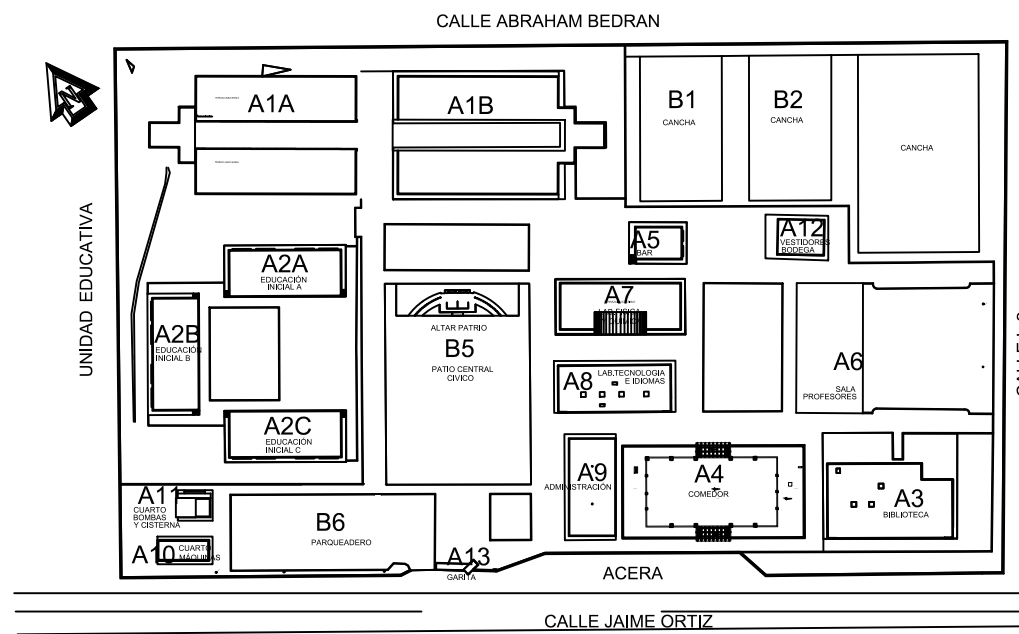 CALLE ABRAHAM BEDRAN
N
A1A
A1B
B1
CANCHA
B2
CANCHA
CANCHA
UNIDAD EDUCATIVA
A2A
EDUCACIÓN
INICIAL A
A5
BAR
A12
VESTIDORES
BODEGA
A7
A2B
EDUCACIÓN
INICIAL B
ALTAR PATRIO
B5
PATIO CENTRAL
CIVICO
A6
SALA
PROFESORES
A8
LAB.TECNOLOGIA
E IDIOMAS
A2C
EDUCACIÓN
INICIAL C
A9
ADMINISTRACIÓN
A4
COMEDOR
A3
BIBLIOTECA
A11
CUARTO
BOMBAS
Y CISTERNA
B6
PARQUEADERO
A10
CUARTO
MÁQUINAS
A13
GARITA
ACERA
CALLE JAIME ORTIZ